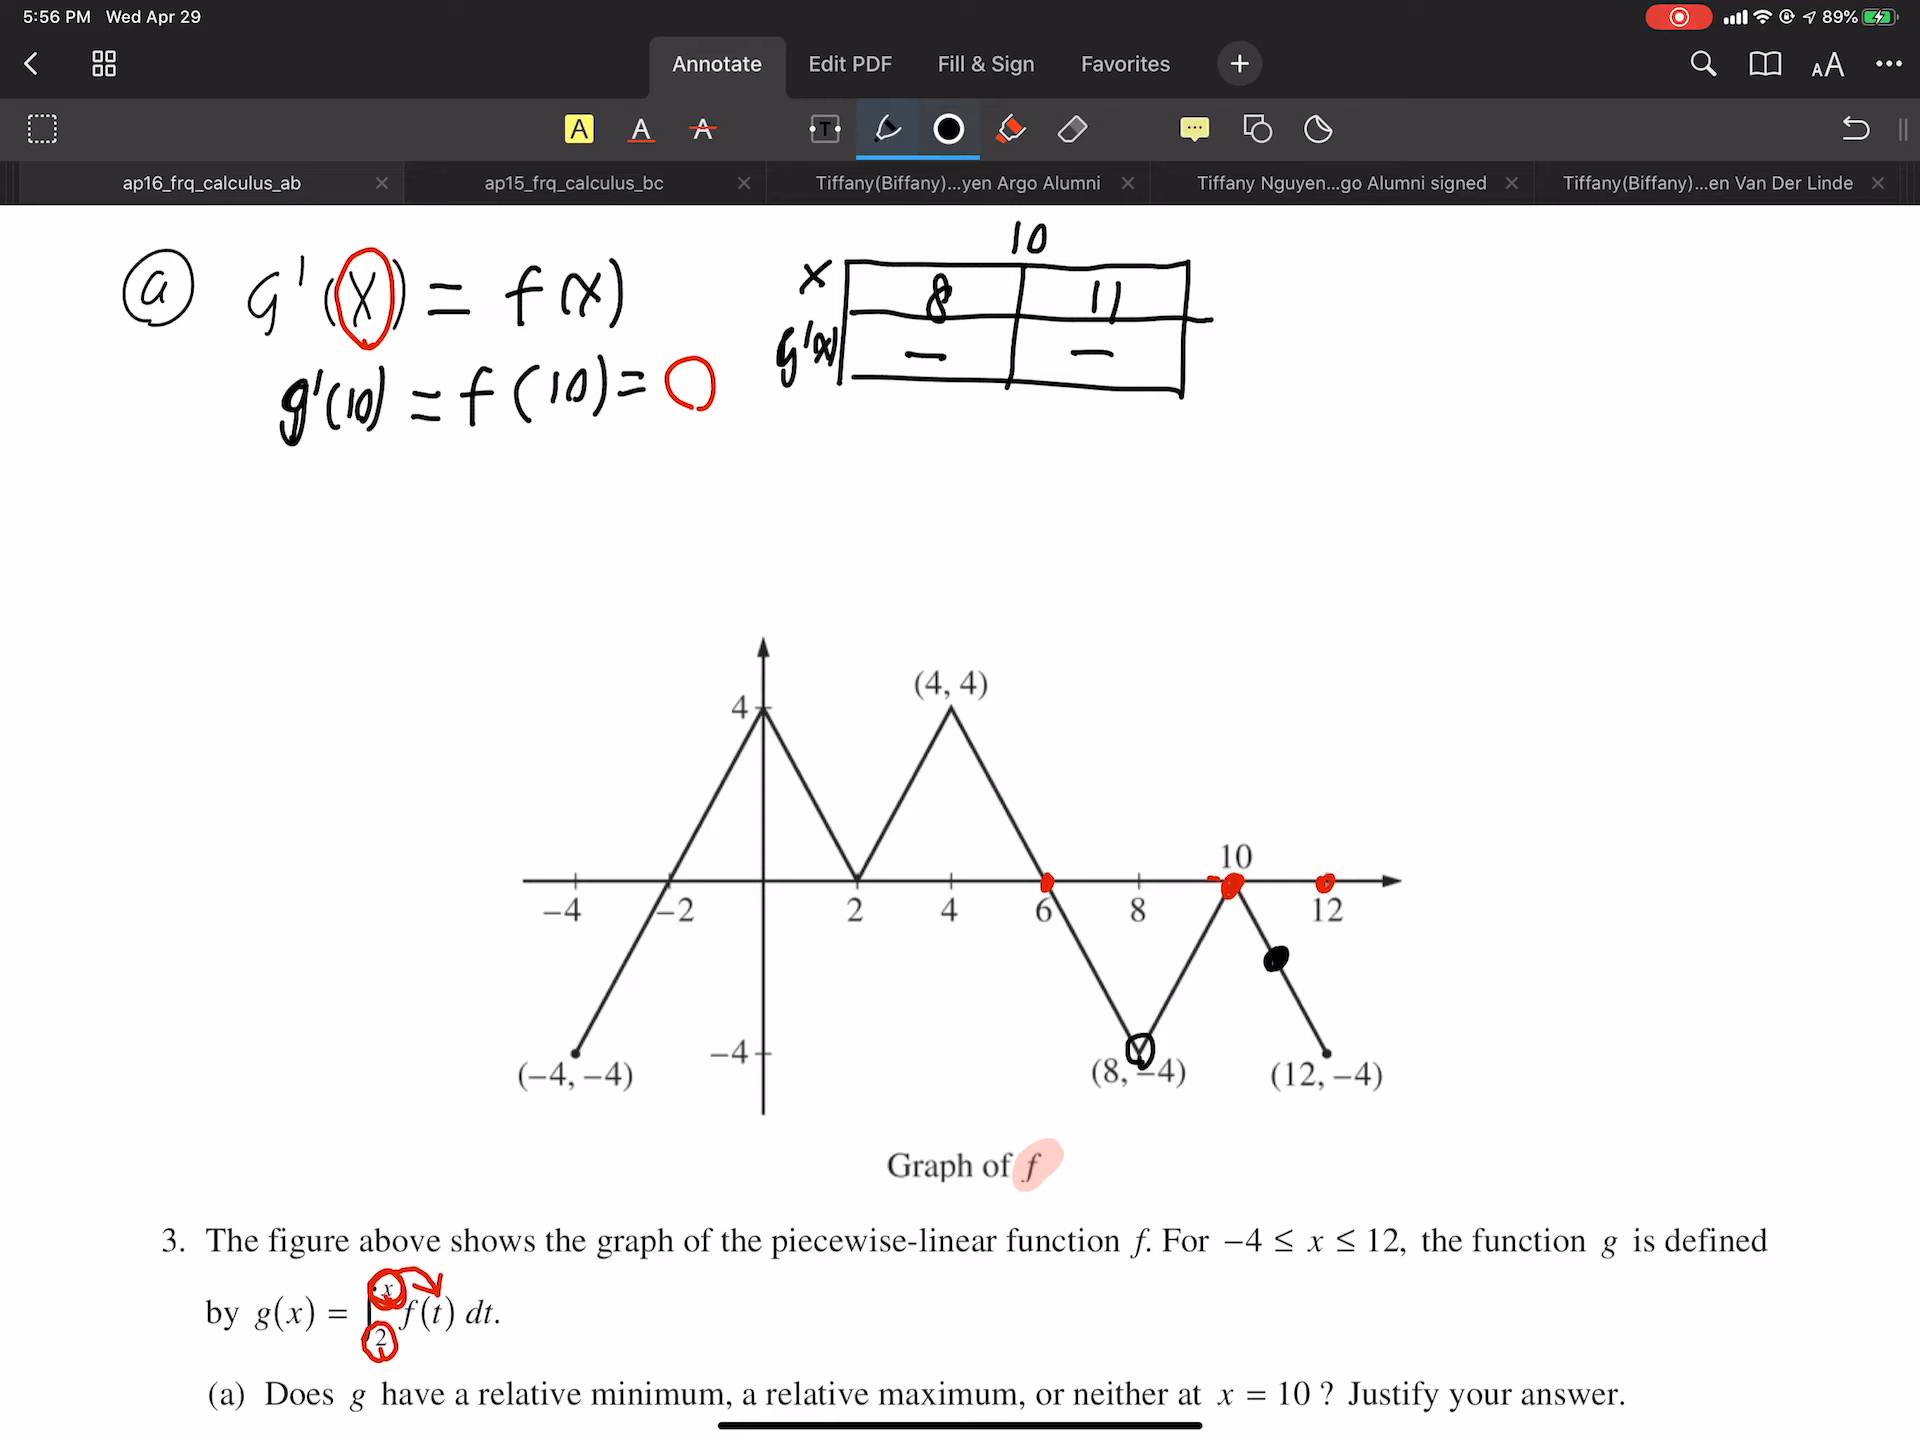 5:56 PM Wed Apr 29
89%
Annotate Edit PDF Fill & Sign Favorites +
AA
A A A T
ap16_frq_calculus_ab × ap15_frq_calculus_bc × Tiffany(Biffany)...yen Argo Alumni × Tiffany Nguyen...go Alumni signed × Tiffany(Biffany)...en Van Der Linde ×
ⓐ g'(x) = f(x)
g'(10) = f(10) = 0
10
x 8 11
g'(x) – –
(4, 4)
4
10
−4 −2 2 4 6 8 12
−4
(−4, −4) (8, −4) (12, −4)
Graph of f
3. The figure above shows the graph of the piecewise-linear function f. For −4 ≤ x ≤ 12, the function g is defined
by g(x) = ∫₂ˣ f(t) dt.
(a) Does g have a relative minimum, a relative maximum, or neither at x = 10 ? Justify your answer.